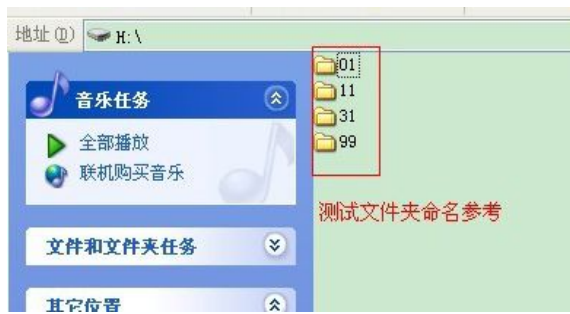 地址(D) H:\
音乐任务
全部播放
联机购买音乐
文件和文件夹任务
其它位置
01
11
31
99
测试文件夹命名参考